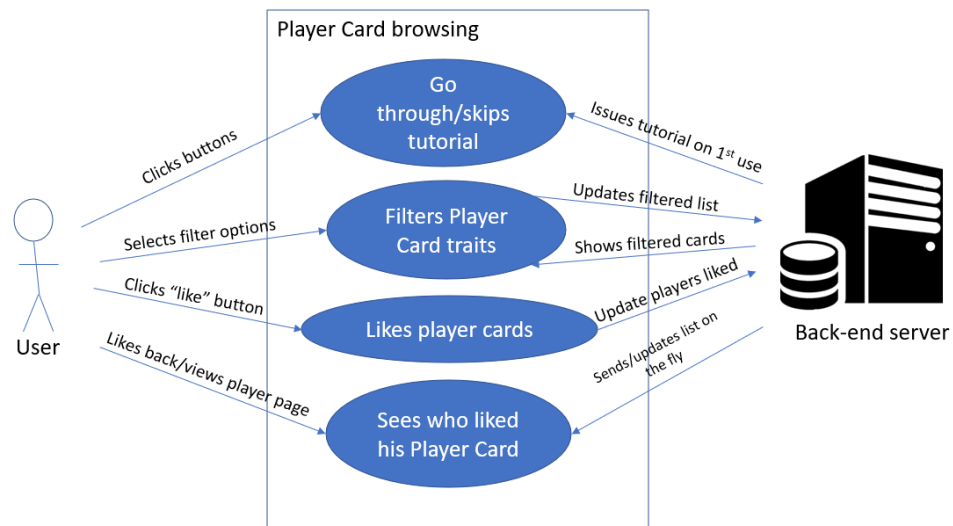 Player Card browsing
Go
through/skips
tutorial
Clicks buttons
Issues tutorial on 1st use
Filters Player
Card traits
Selects filter options
Updates filtered list
Shows filtered cards
Clicks “like” button
Likes player cards
Update players liked
User
Back-end server
Likes back/views player page
Sees who liked
his Player Card
Sends/updates list on
the fly